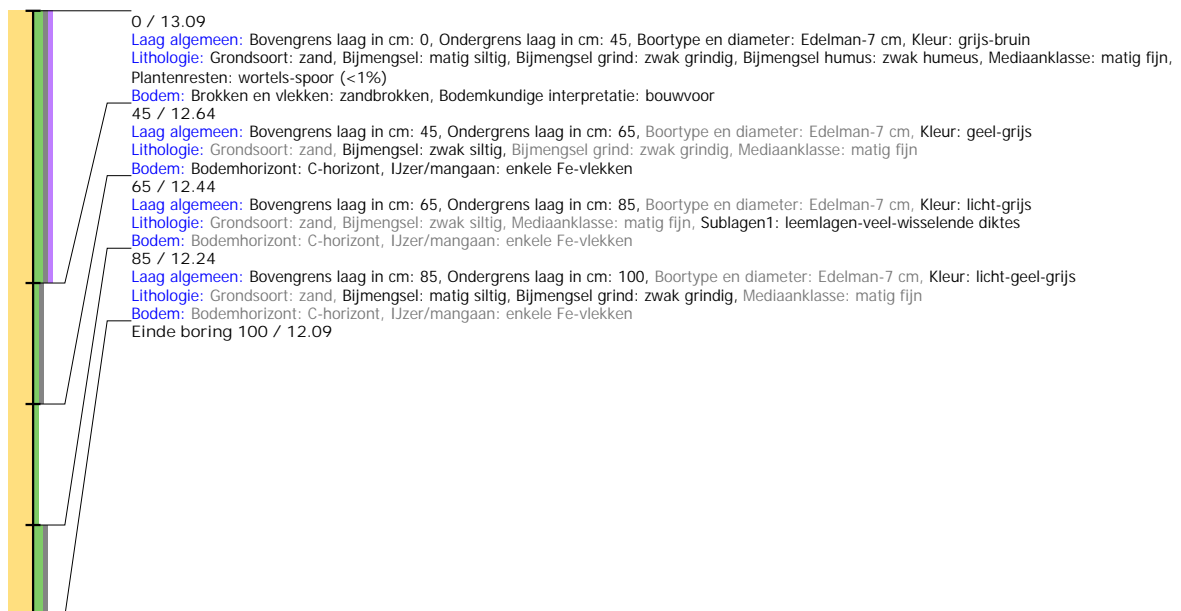 0 / 13.09
Laag algemeen: Bovengrens laag in cm: 0, Ondergrens laag in cm: 45, Boortype en diameter: Edelman-7 cm, Kleur: grijs-bruin
Lithologie: Grondsoort: zand, Bijmengsel: matig siltig, Bijmengsel grind: zwak grindig, Bijmengsel humus: zwak humeus, Mediaanklasse: matig fijn,
Plantenresten: wortels-spoor (<1%)
Bodem: Brokken en vlekken: zandbrokken, Bodemkundige interpretatie: bouwvoor
45 / 12.64
Laag algemeen: Bovengrens laag in cm: 45, Ondergrens laag in cm: 65, Boortype en diameter: Edelman-7 cm, Kleur: geel-grijs
Lithologie: Grondsoort: zand, Bijmengsel: zwak siltig, Bijmengsel grind: zwak grindig, Mediaanklasse: matig fijn
Bodem: Bodemhorizont: C-horizont, IJzer/mangaan: enkele Fe-vlekken
65 / 12.44
Laag algemeen: Bovengrens laag in cm: 65, Ondergrens laag in cm: 85, Boortype en diameter: Edelman-7 cm, Kleur: licht-grijs
Lithologie: Grondsoort: zand, Bijmengsel: zwak siltig, Mediaanklasse: matig fijn, Sublagen1: leemlagen-veel-wisselende diktes
Bodem: Bodemhorizont: C-horizont, IJzer/mangaan: enkele Fe-vlekken
85 / 12.24
Laag algemeen: Bovengrens laag in cm: 85, Ondergrens laag in cm: 100, Boortype en diameter: Edelman-7 cm, Kleur: licht-geel-grijs
Lithologie: Grondsoort: zand, Bijmengsel: matig siltig, Bijmengsel grind: zwak grindig, Mediaanklasse: matig fijn
Bodem: Bodemhorizont: C-horizont, IJzer/mangaan: enkele Fe-vlekken
Einde boring 100 / 12.09